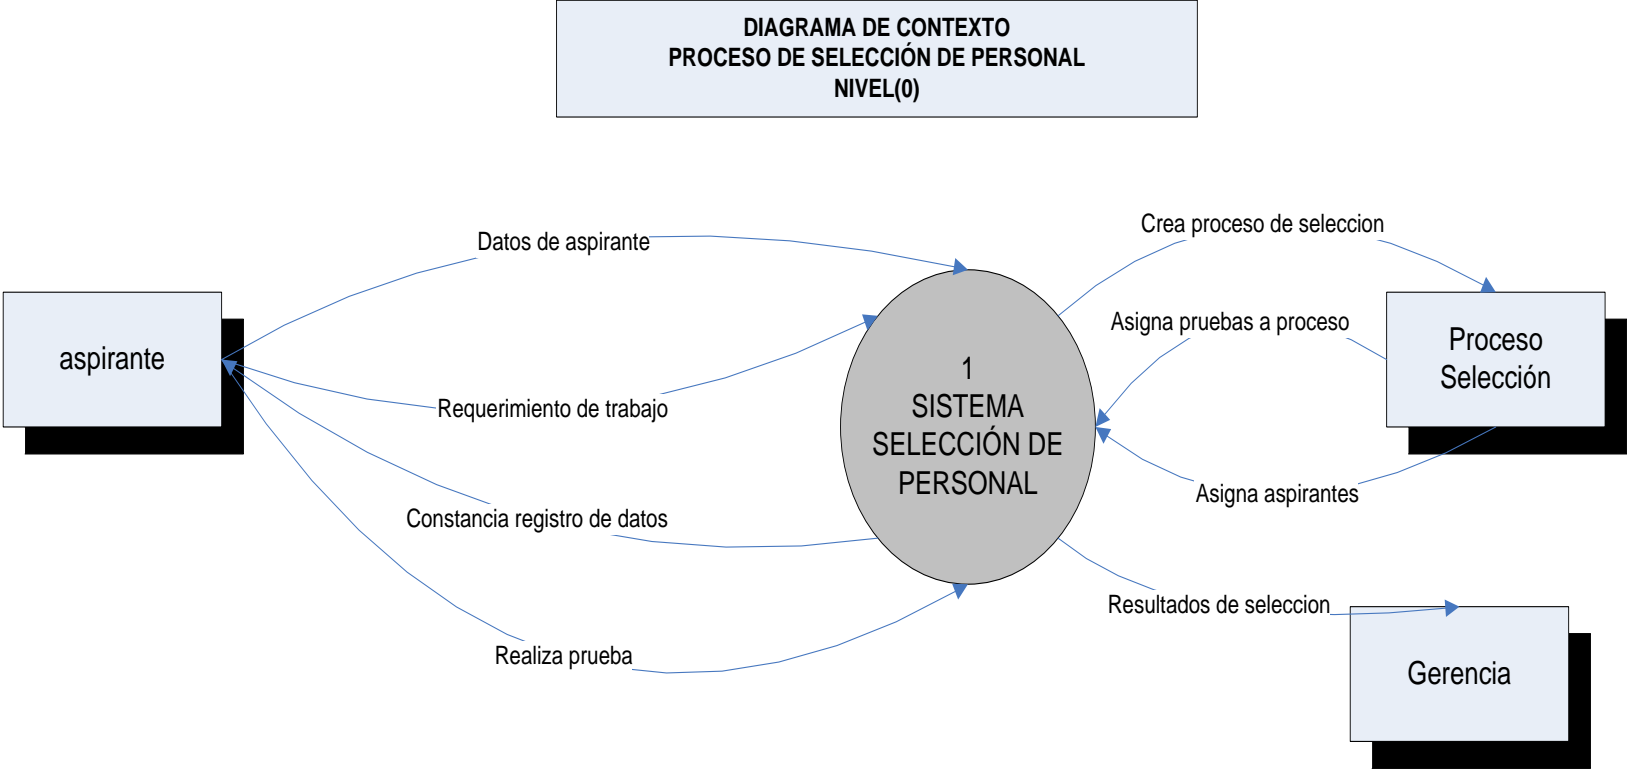 DIAGRAMA DE CONTEXTO
PROCESO DE SELECCIÓN DE PERSONAL
NIVEL(0)
Datos de aspirante
Crea proceso de seleccion
aspirante
Asigna pruebas a proceso
Proceso
Selección
Requerimiento de trabajo
1
SISTEMA
SELECCIÓN DE
PERSONAL
Constancia registro de datos
Asigna aspirantes
Realiza prueba
Resultados de seleccion
Gerencia